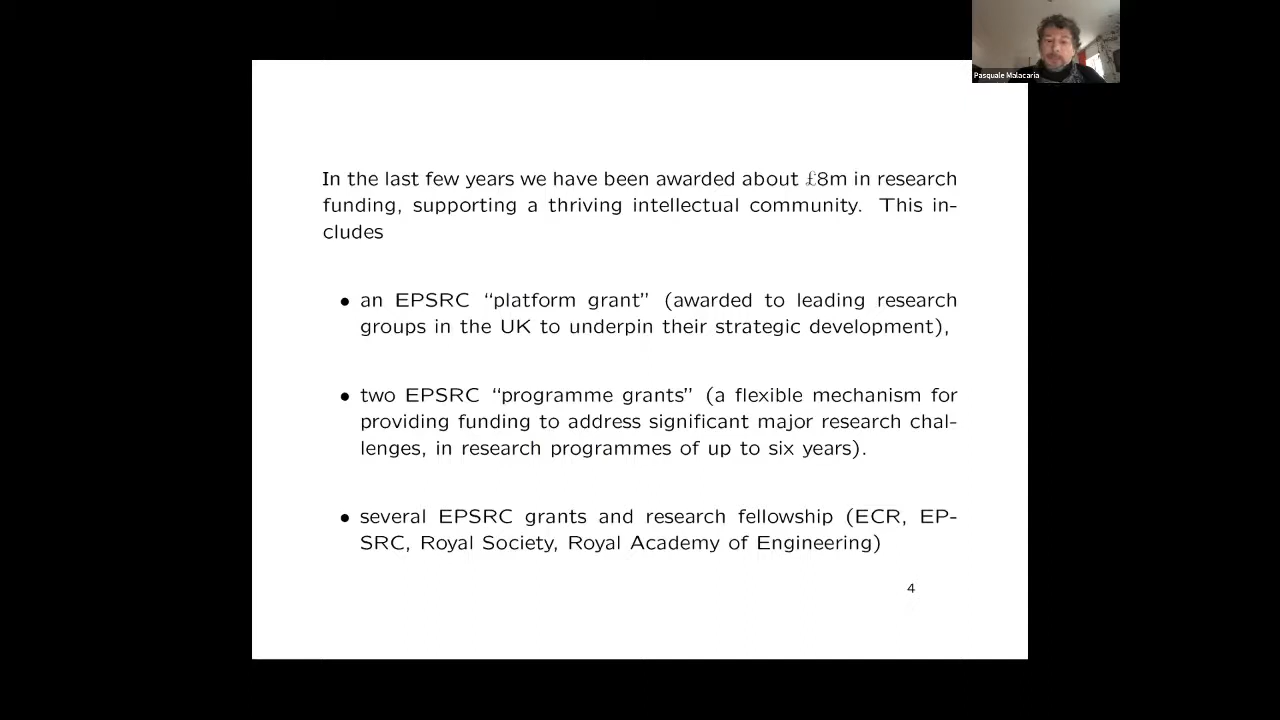 Pasquale Malacaria
In the last few years we have been awarded about £8m in research
funding, supporting a thriving intellectual community. This in-
cludes
• an EPSRC “platform grant” (awarded to leading research
groups in the UK to underpin their strategic development),
• two EPSRC “programme grants” (a flexible mechanism for
providing funding to address significant major research chal-
lenges, in research programmes of up to six years).
• several EPSRC grants and research fellowship (ECR, EP-
SRC, Royal Society, Royal Academy of Engineering)
4